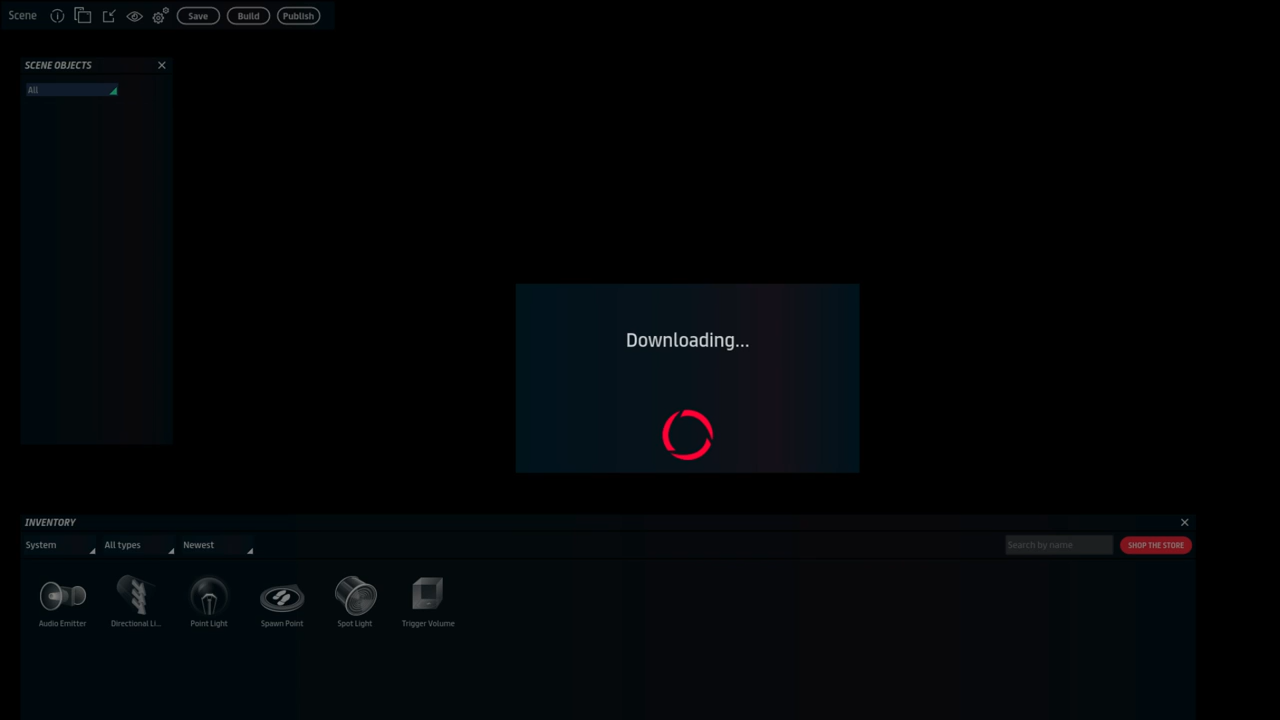 Scene
Save
Build
Publish
SCENE OBJECTS
All
Downloading...
INVENTORY
System
All types
Newest
Search by name
SHOP THE STORE
Audio Emitter
Directional Li...
Point Light
Spawn Point
Spot Light
Trigger Volume